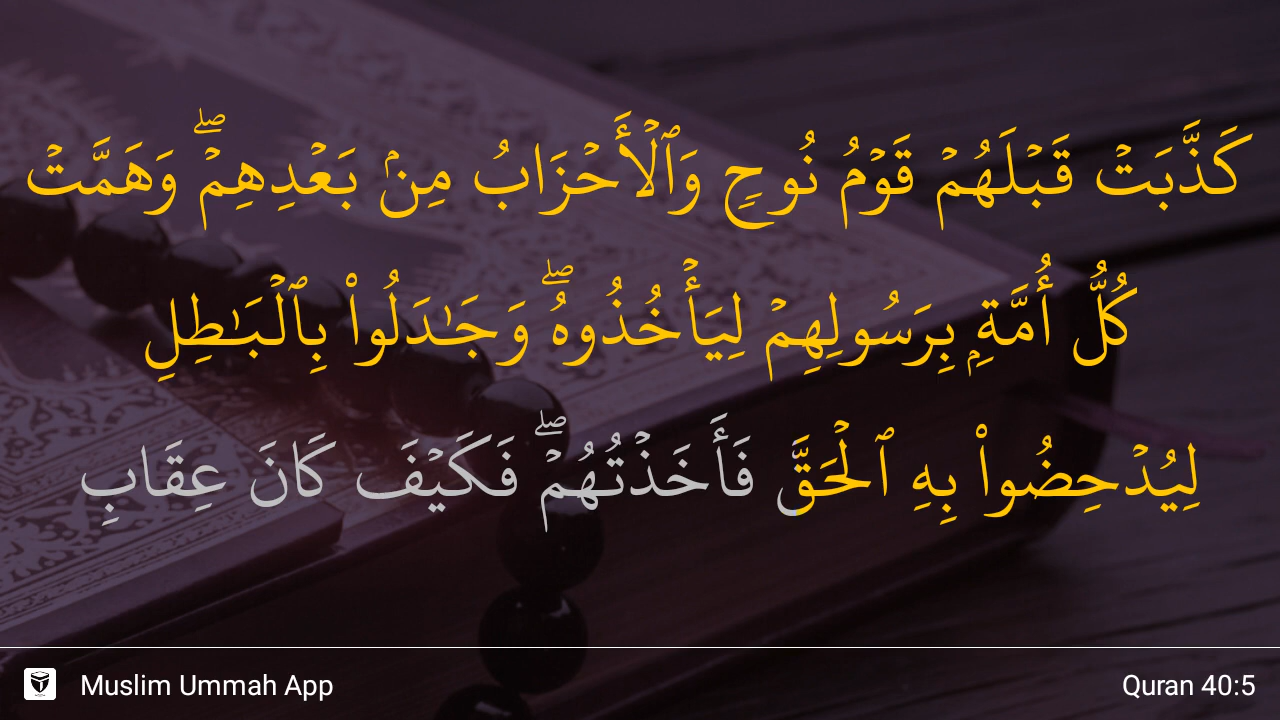 كَذَّبَتۡ قَبۡلَهُمۡ قَوۡمُ نُوحٖ وَٱلۡأَحۡزَابُ مِنۢ بَعۡدِهِمۡۖ وَهَمَّتۡ
كُلُّ أُمَّةِۭ بِرَسُولِهِمۡ لِيَأۡخُذُوهُۖ وَجَٰدَلُواْ بِٱلۡبَٰطِلِ
لِيُدۡحِضُواْ بِهِ ٱلۡحَقَّ فَأَخَذۡتُهُمۡۖ فَكَيۡفَ كَانَ عِقَابِ
Muslim Ummah App
Quran 40:5